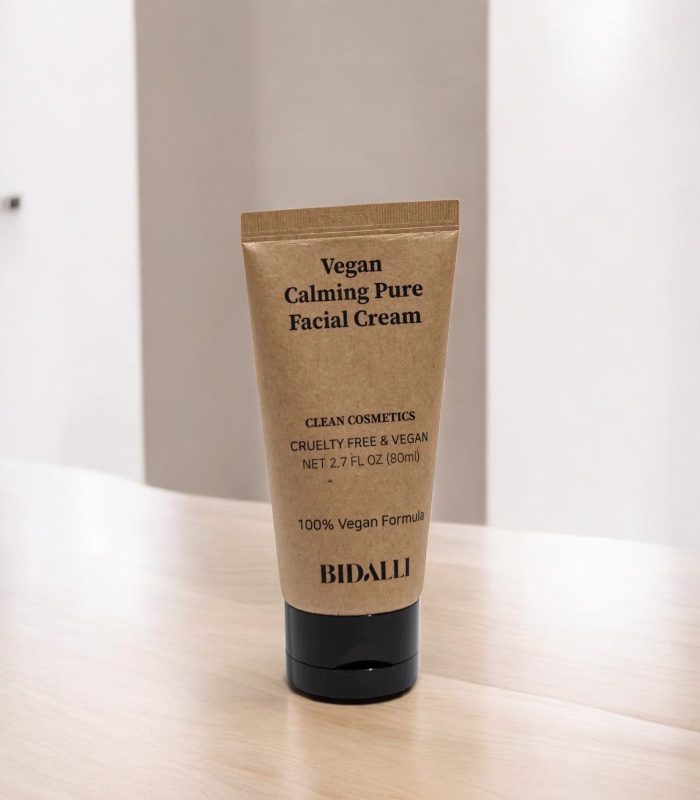 Vegan
Calming Pure
Facial Cream
CLEAN COSMETICS
CRUELTY FREE & VEGAN
NET 2.7 FL OZ (80ml)
100% Vegan Formula
BIDALLI